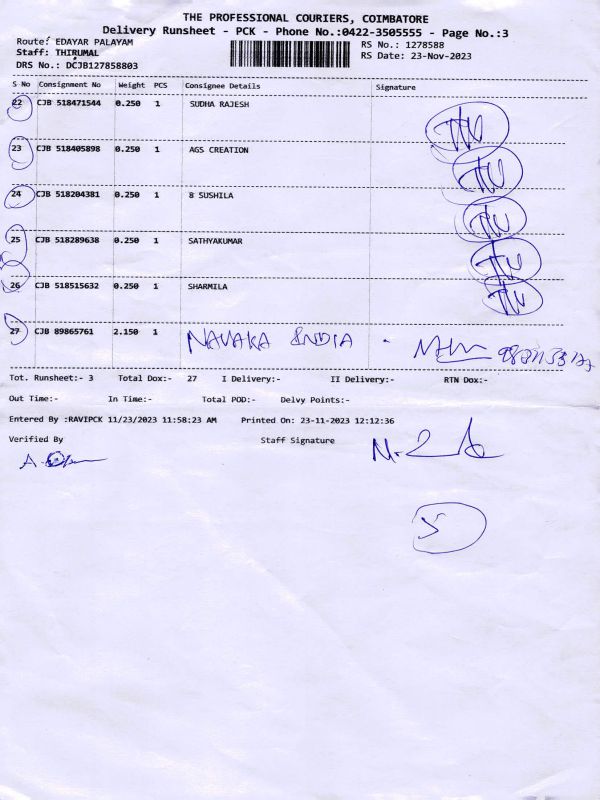 THE PROFESSIONAL COURIERS, COIMBATORE
Delivery Runsheet - PCK - Phone No.:0422-3505555 - Page No.:3
Route: EDAYAR PALAYAM RS No.: 1278588
Staff: THIRUMAL RS Date: 23-Nov-2023
DRS No.: DCJB127858803
S No Consignment No Weight PCS Consignee Details Signature
22 CJB 518471544 0.250 1 SUDHA RAJESH
23 CJB 518405898 0.250 1 AGS CREATION
24 CJB 518204381 0.250 1 8 SUSHILA
25 CJB 518289638 0.250 1 SATHYAKUMAR
26 CJB 518515632 0.250 1 SHARMILA
27 CJB 89865761 2.150 1 NAVAKA INDIA
Tot. Runsheet:- 3 Total Dox:- 27 I Delivery:- II Delivery:- RTN Dox:-
Out Time:- In Time:- Total POD:- Delvy Points:-
Entered By :RAVIPCK 11/23/2023 11:58:23 AM Printed On: 23-11-2023 12:12:36
Verified By Staff Signature